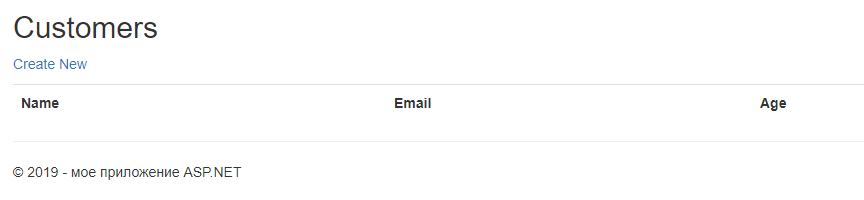 Customers
Create New
Name Email Age
© 2019 - мое приложение ASP.NET